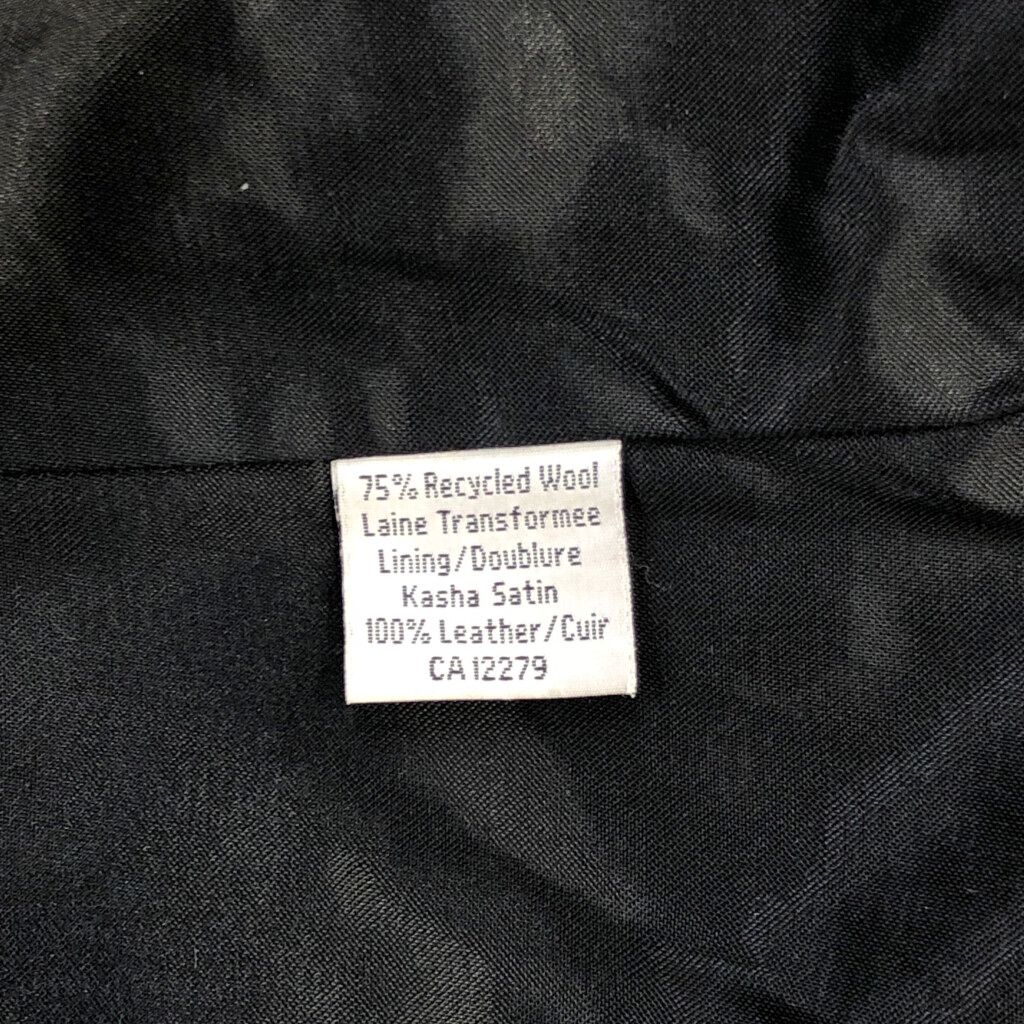 75% Recycled Wool
Laine Transformee
Lining/Doublure
Kasha Satin
100% Leather/Cuir
CA 12279